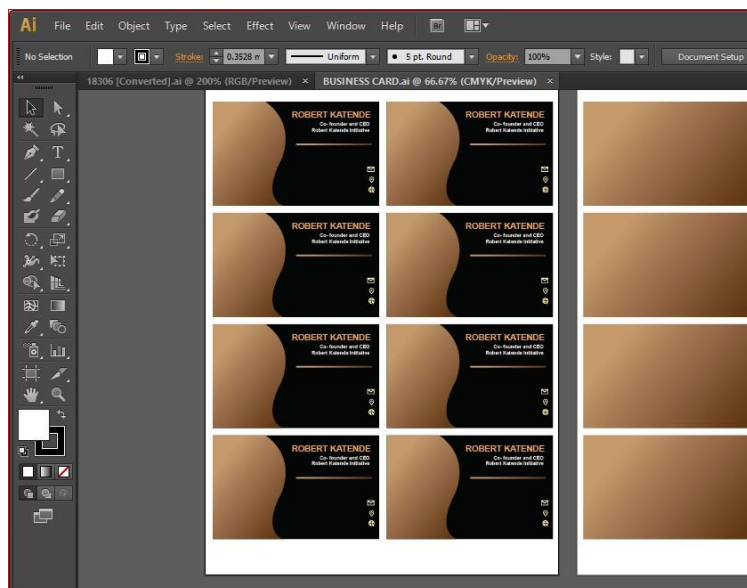 Ai File Edit Object Type Select Effect View Window Help Br
No Selection Stroke: 0.3528 m Uniform 5 pt. Round Opacity: 100% Style: Document Setup
18306 [Converted].ai @ 200% (RGB/Preview) × BUSINESS CARD.ai @ 66.67% (CMYK/Preview) ×
ROBERT KATENDE
Co- founder and CEO
Robert Katende Initiative
ROBERT KATENDE
Co- founder and CEO
Robert Katende Initiative
ROBERT KATENDE
Co- founder and CEO
Robert Katende Initiative
ROBERT KATENDE
Co- founder and CEO
Robert Katende Initiative
ROBERT KATENDE
Co- founder and CEO
Robert Katende Initiative
ROBERT KATENDE
Co- founder and CEO
Robert Katende Initiative
ROBERT KATENDE
Co- founder and CEO
Robert Katende Initiative
ROBERT KATENDE
Co- founder and CEO
Robert Katende Initiative